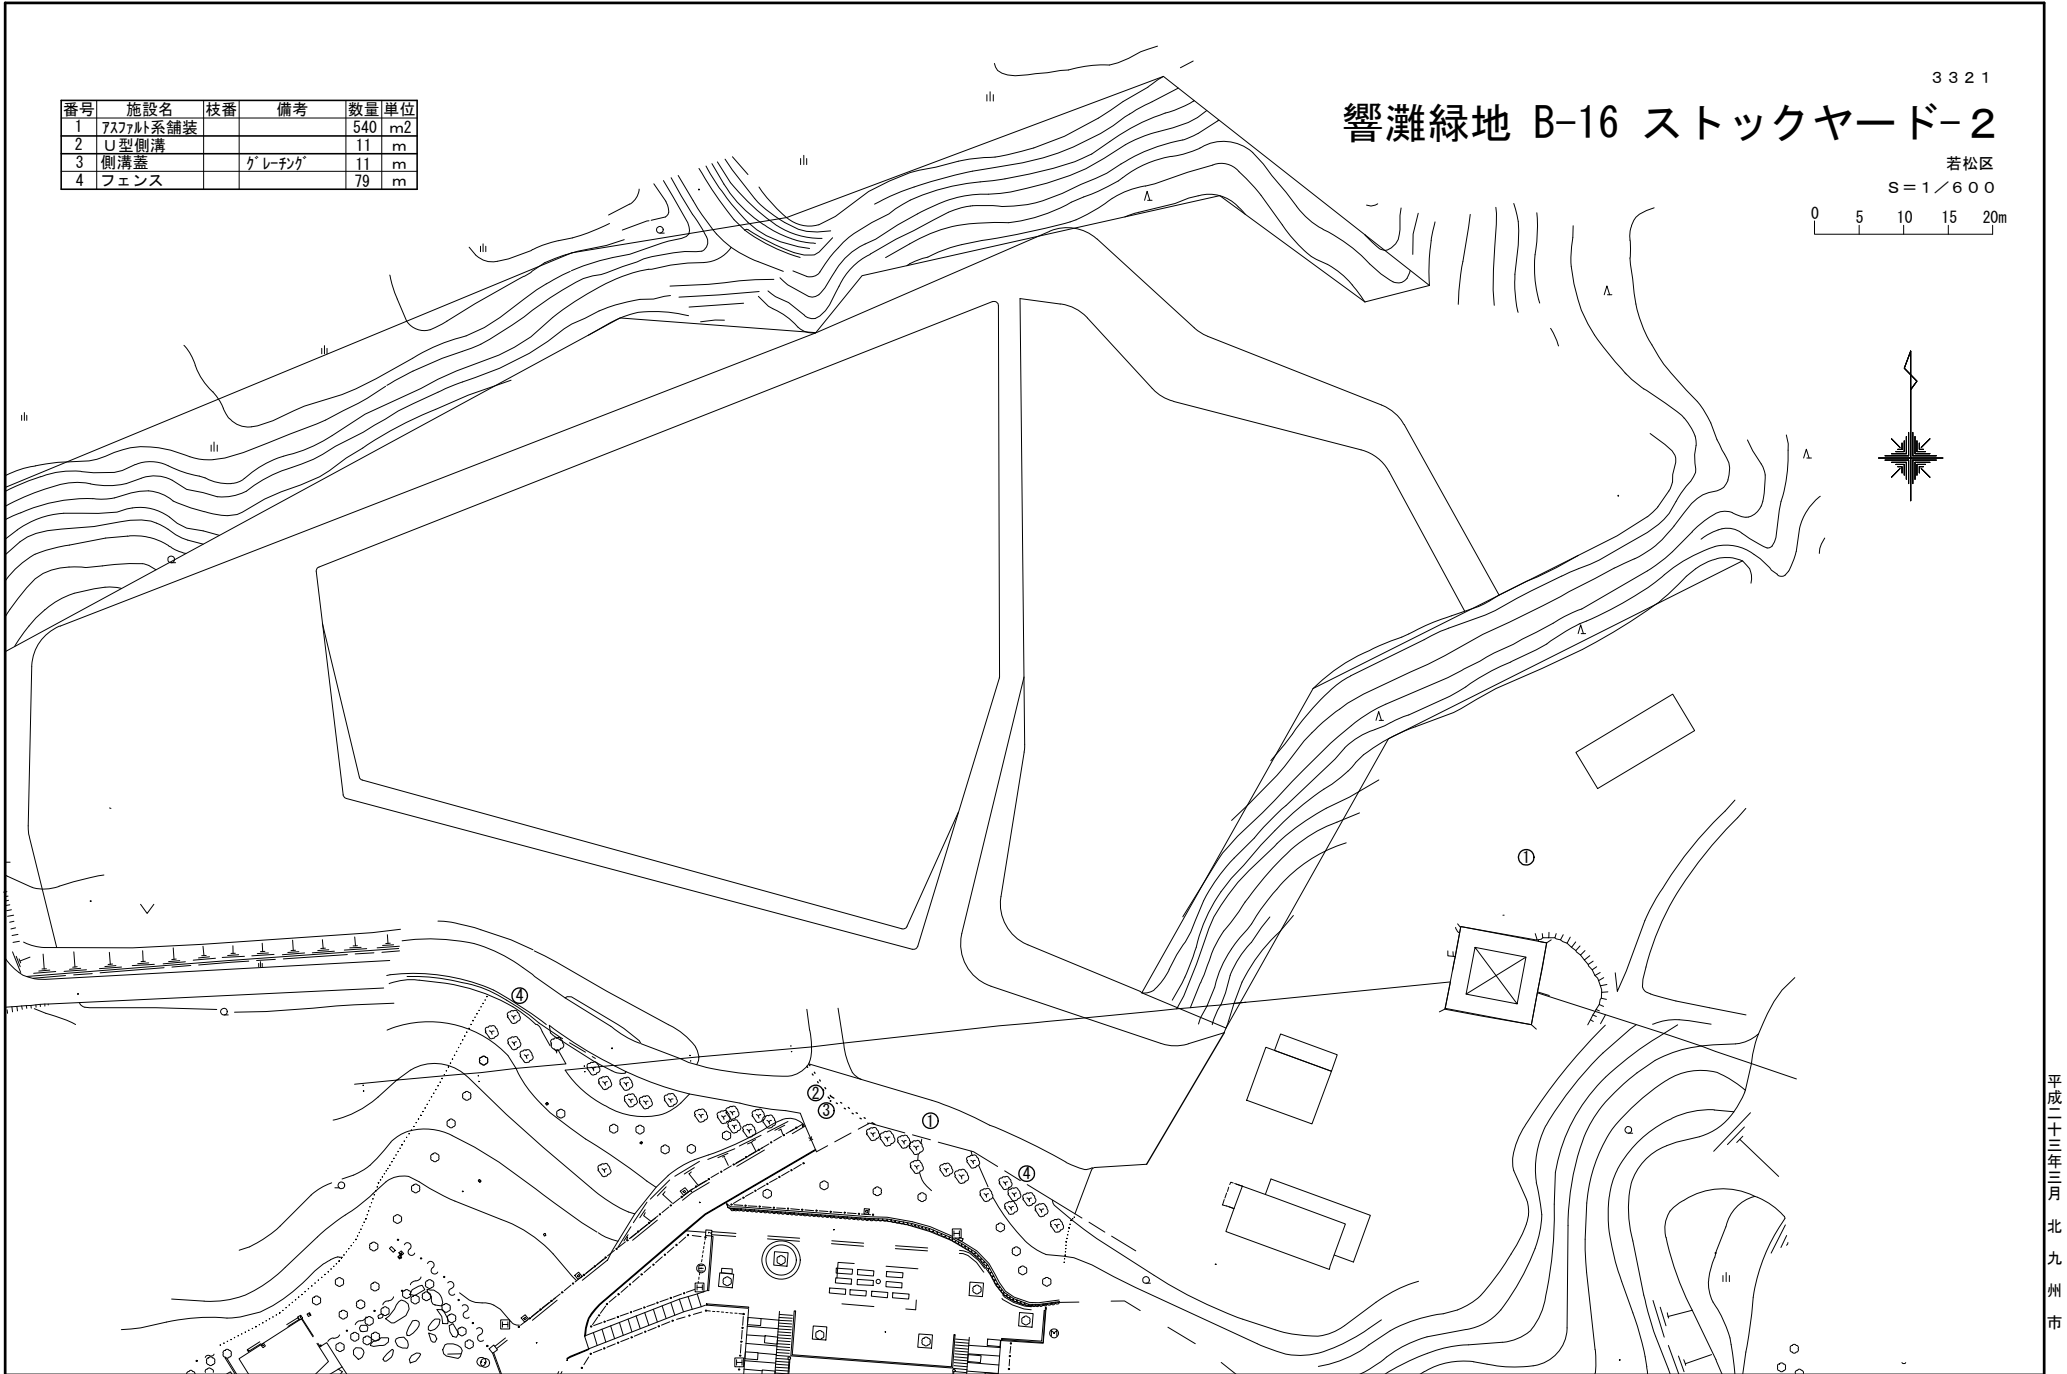 3321
響灘緑地 B-16 ストックヤード-2
若松区
S=1/600
0 5 10 15 20m
番号 施設名 枝番 備考 数量 単位
1 ｱｽﾌｧﾙﾄ系舗装 540 m2
2 U型側溝 11 m
3 側溝蓋 ｸﾞﾚｰﾁﾝｸﾞ 11 m
4 フェンス 79 m
①
④
②
③
①
④
平成二十三年三月 北九州市